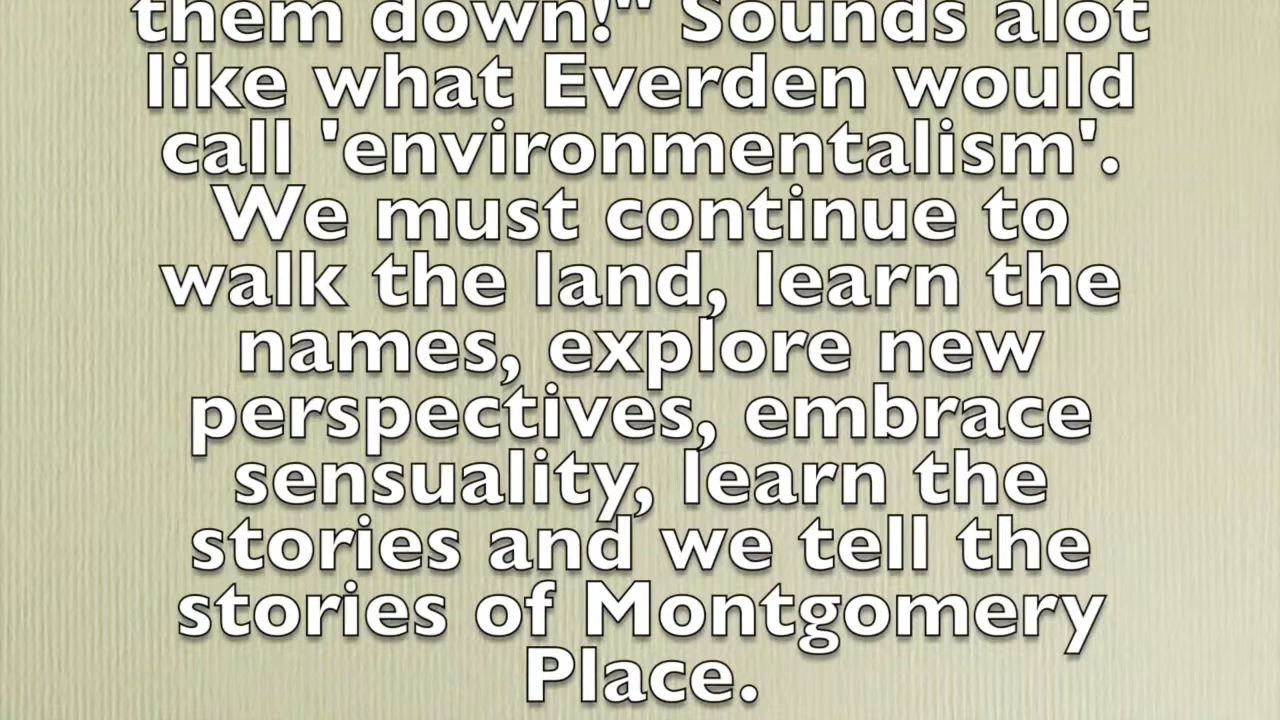 them down!" Sounds alot
like what Everden would
call 'environmentalism'.
We must continue to
walk the land, learn the
names, explore new
perspectives, embrace
sensuality, learn the
stories and we tell the
stories of Montgomery
Place.